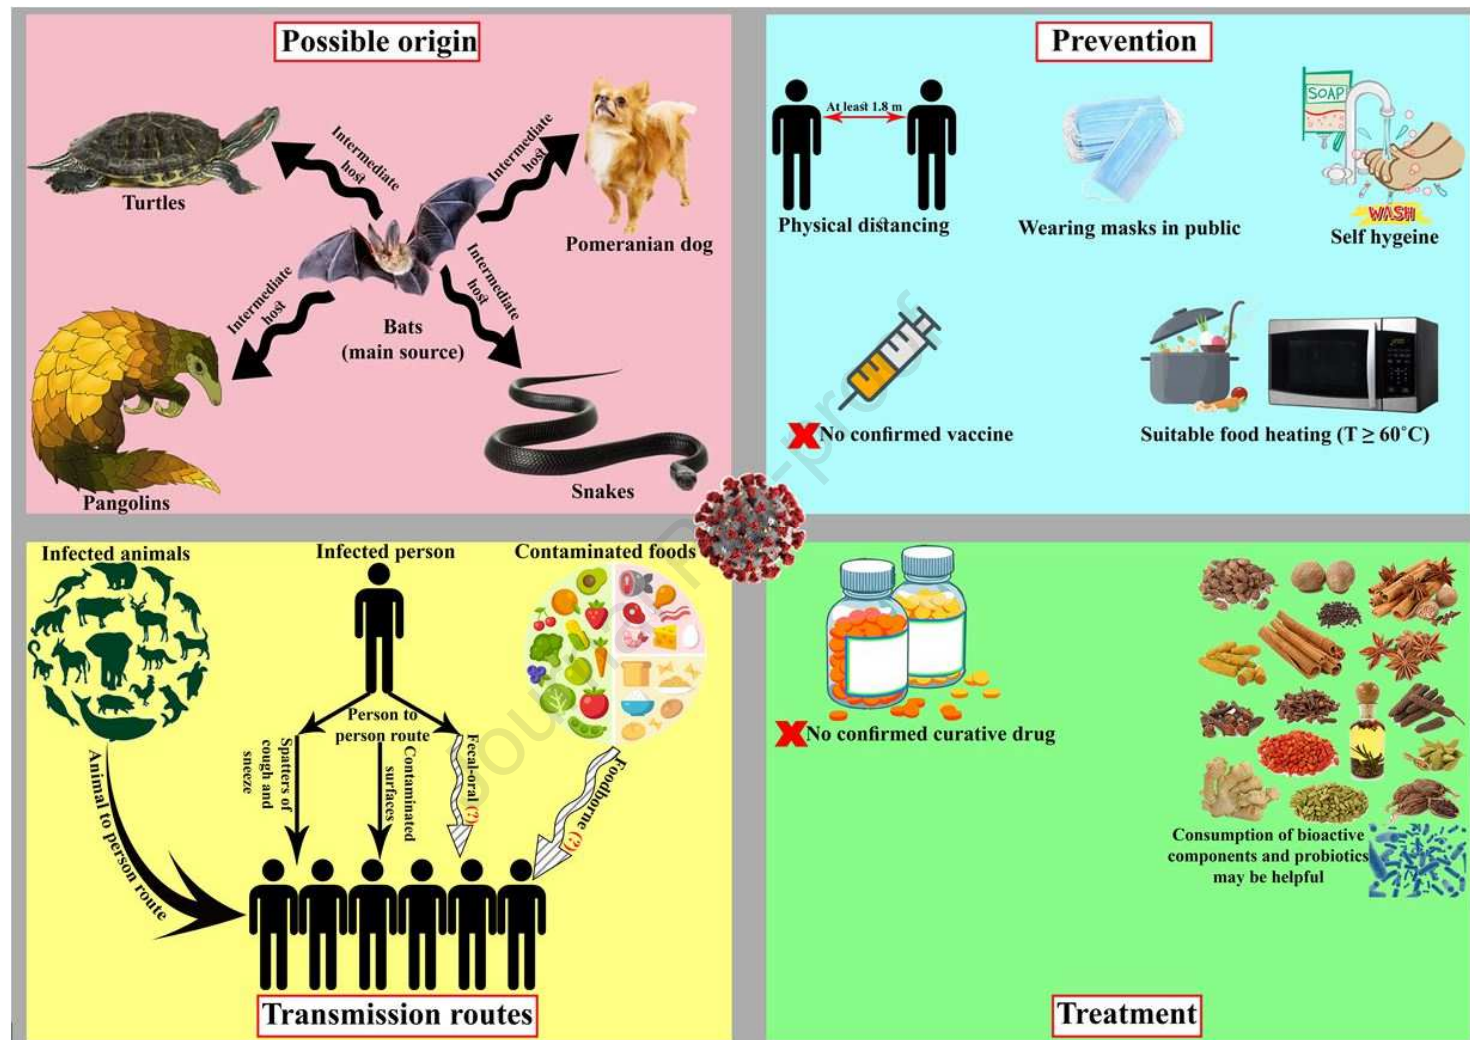 Possible origin
Turtles
Intermediate
host
Intermediate
host
Pomeranian dog
Intermediate
host
Intermediate
host
Bats
(main source)
Pangolins
Snakes
Prevention
At least 1.8 m
Physical distancing
Wearing masks in public
SOAP
WASH
Self hygeine
No confirmed vaccine
Suitable food heating (T ≥ 60˚C)
Infected animals
Infected person
Contaminated foods
Person to
person route
Animal to person route
Spatters of
cough and
sneeze
Contaminated
surfaces
Fecal-oral (?)
Foodborne (?)
Transmission routes
No confirmed curative drug
Consumption of bioactive
components and probiotics
may be helpful
Treatment
Journal Pre-proof